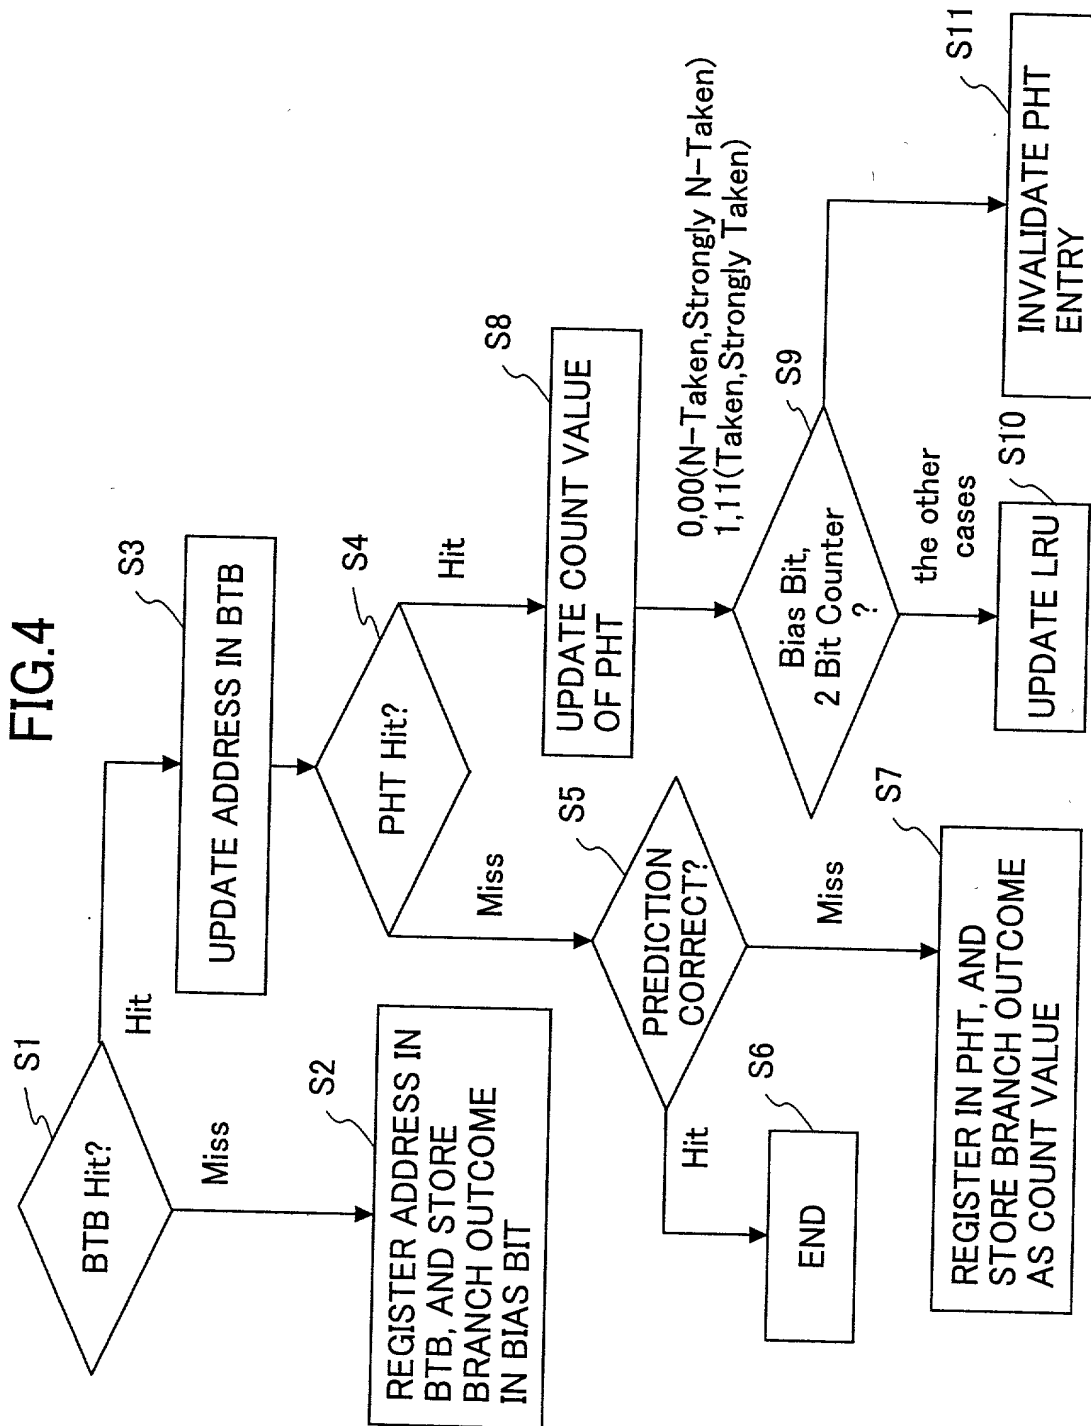 FIG.4
S1
BTB Hit?
Hit
Miss
S2
REGISTER ADDRESS IN
BTB, AND STORE
BRANCH OUTCOME
IN BIAS BIT
S3
UPDATE ADDRESS IN BTB
S4
PHT Hit?
Hit
Miss
S5
PREDICTION
CORRECT?
Hit
Miss
S6
END
S7
REGISTER IN PHT, AND
STORE BRANCH OUTCOME
AS COUNT VALUE
S8
UPDATE COUNT VALUE
OF PHT
0,00(N-Taken,Strongly N-Taken)
1,11(Taken,Strongly Taken)
S9
Bias Bit,
2 Bit Counter
?
the other
cases
S10
UPDATE LRU
S11
INVALIDATE PHT
ENTRY